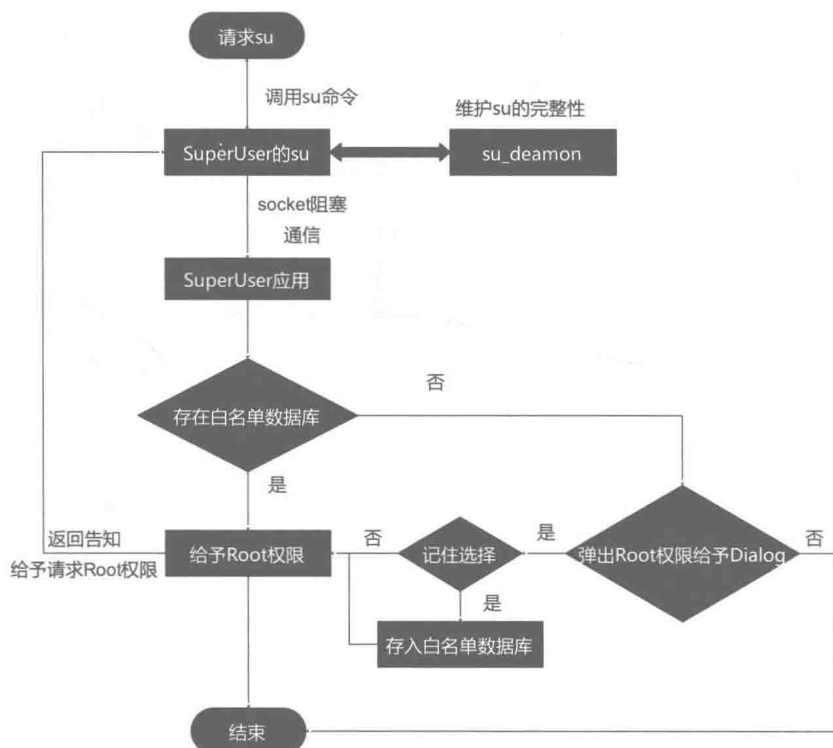 请求su
调用su命令
维护su的完整性
SuperUser的su
su_deamon
socket阻塞
通信
SuperUser应用
否
存在白名单数据库
是
返回告知
给予请求Root权限
给予Root权限
否
记住选择
是
弹出Root权限给予Dialog
否
是
存入白名单数据库
结束